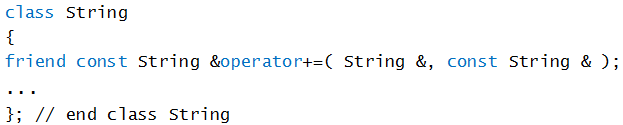 class String
{
friend const String &operator+=( String &, const String & );
...
}; // end class String